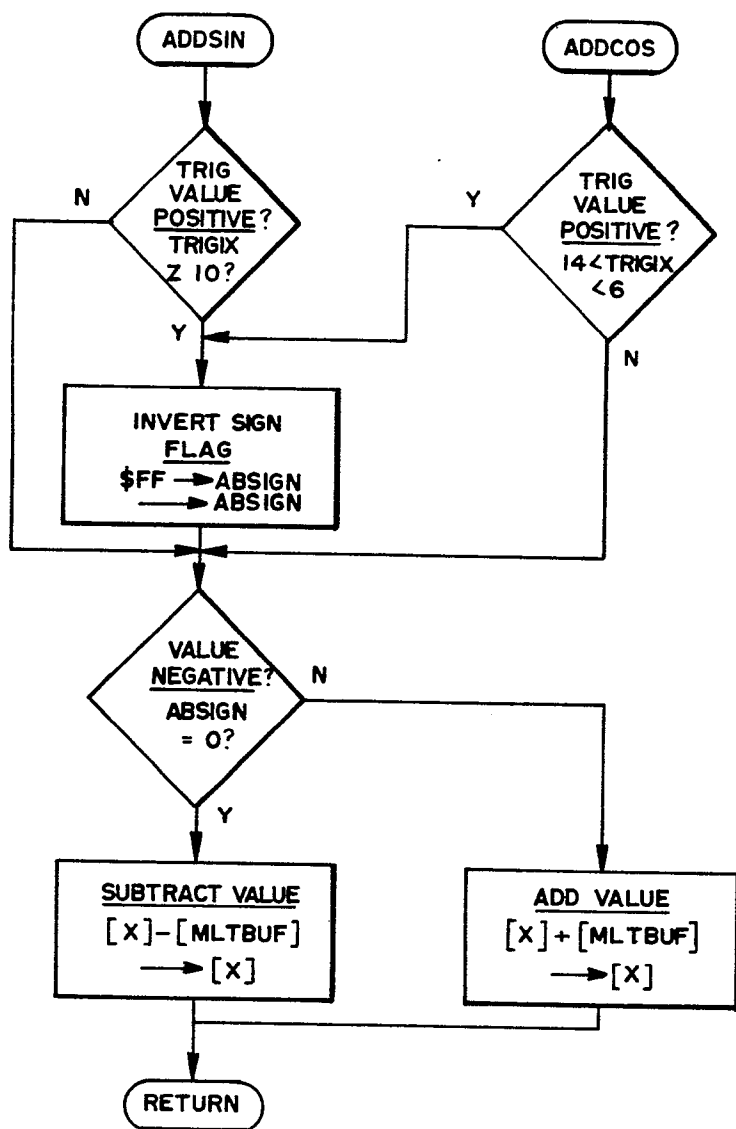 ADDSIN
ADDCOS
TRIG
VALUE
POSITIVE?
TRIGIX
Z 10?
N
Y
TRIG
VALUE
POSITIVE?
14<TRIGIX
<6
Y
N
INVERT SIGN
FLAG
$FF → ABSIGN
→ ABSIGN
VALUE
NEGATIVE?
ABSIGN
= 0?
N
Y
SUBTRACT VALUE
[X]-[MLTBUF]
→ [X]
ADD VALUE
[X]+[MLTBUF]
→ [X]
RETURN